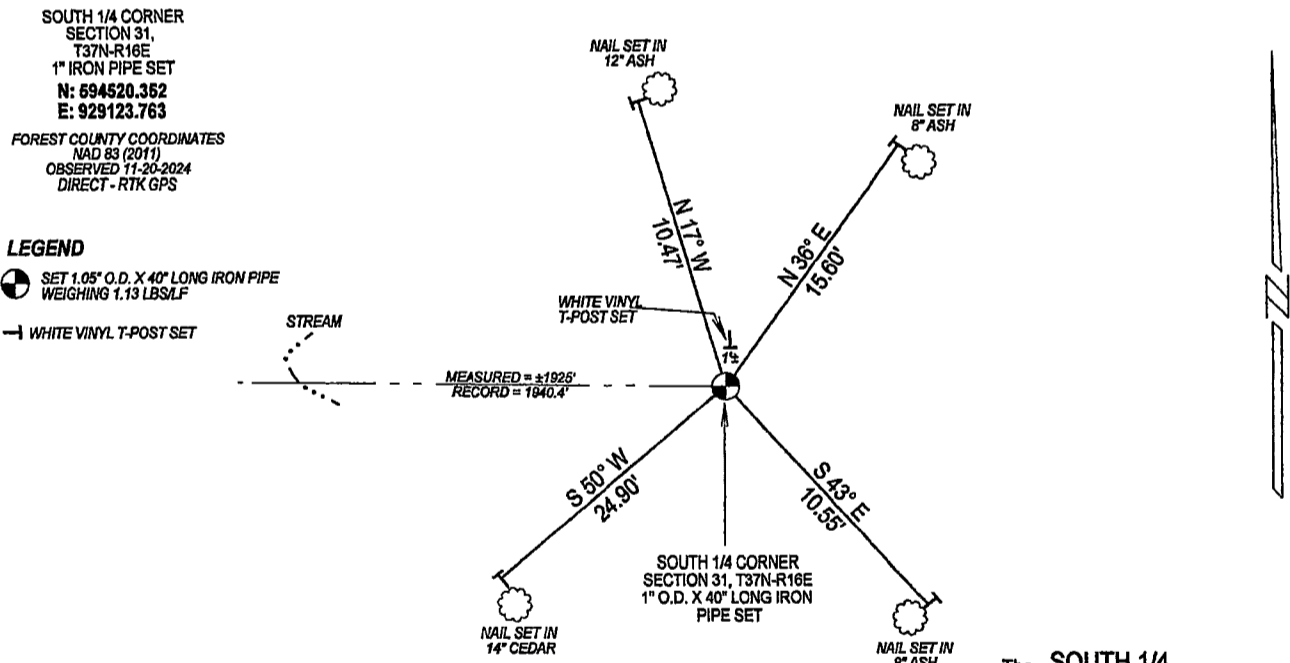 SOUTH 1/4 CORNER
SECTION 31,
T37N-R16E
1" IRON PIPE SET
N: 594520.352
E: 929123.763
FOREST COUNTY COORDINATES
NAD 83 (2011)
OBSERVED 11-20-2024
DIRECT - RTK GPS
LEGEND
SET 1.05" O.D. X 40" LONG IRON PIPE
WEIGHING 1.13 LBS/LF
WHITE VINYL T-POST SET
STREAM
MEASURED = ±1925'
RECORD = 1940.4'
NAIL SET IN
12" ASH
NAIL SET IN
8" ASH
N 17° W
10.47'
N 36° E
15.60'
WHITE VINYL
T-POST SET
1'±
S 50° W
24.90'
S 43° E
10.55'
SOUTH 1/4 CORNER
SECTION 31, T37N-R16E
1" O.D. X 40" LONG IRON
PIPE SET
NAIL SET IN
14" CEDAR
NAIL SET IN
ASH
N
The SOUTH 1/4